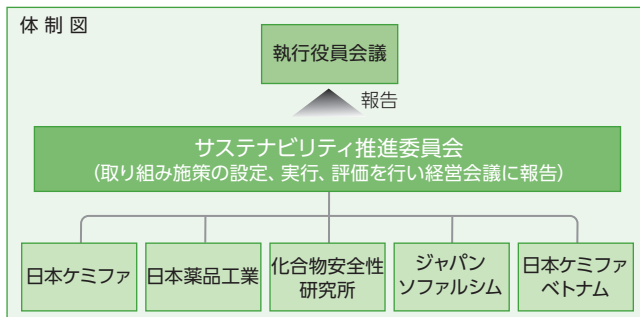 体制図
執行役員会議
報告
サステナビリティ推進委員会
(取り組み施策の設定、実行、評価を行い経営会議に報告)
日本ケミファ
日本薬品工業
化合物安全性
研究所
ジャパン
ソファルシム
日本ケミファ
ベトナム